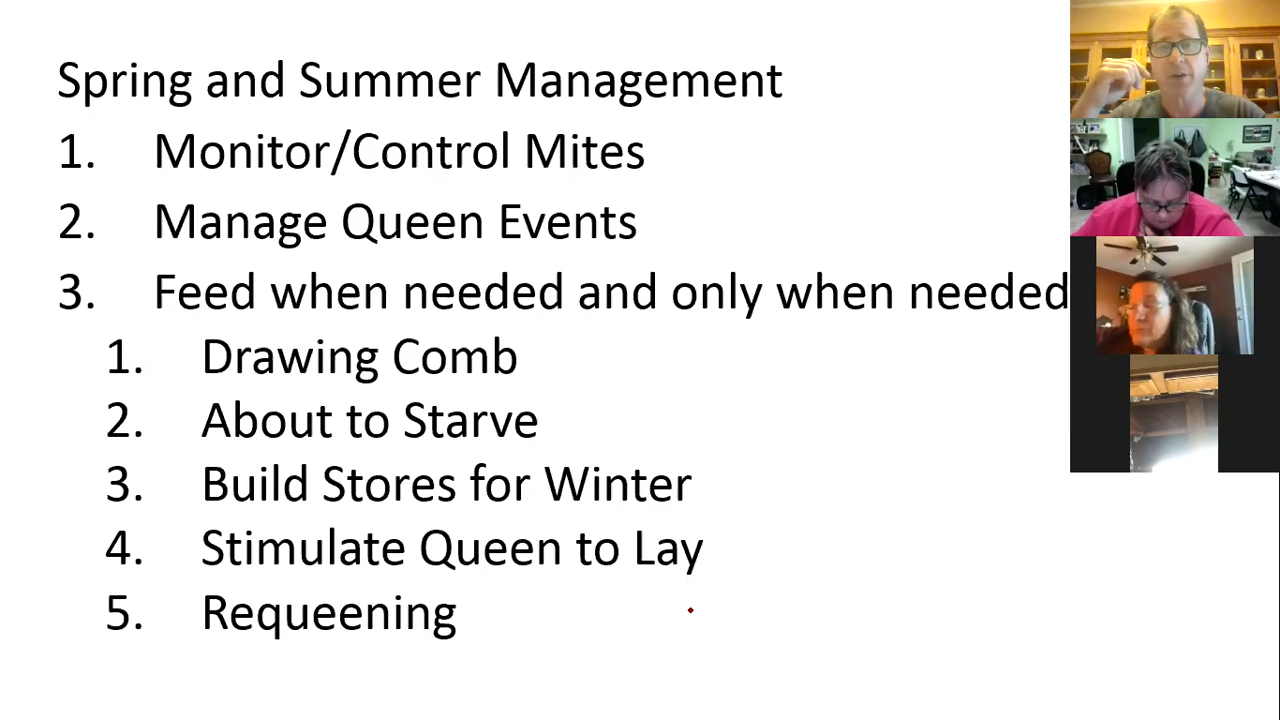 Spring and Summer Management
1. Monitor/Control Mites
2. Manage Queen Events
3. Feed when needed and only when needed
1. Drawing Comb
2. About to Starve
3. Build Stores for Winter
4. Stimulate Queen to Lay
5. Requeening